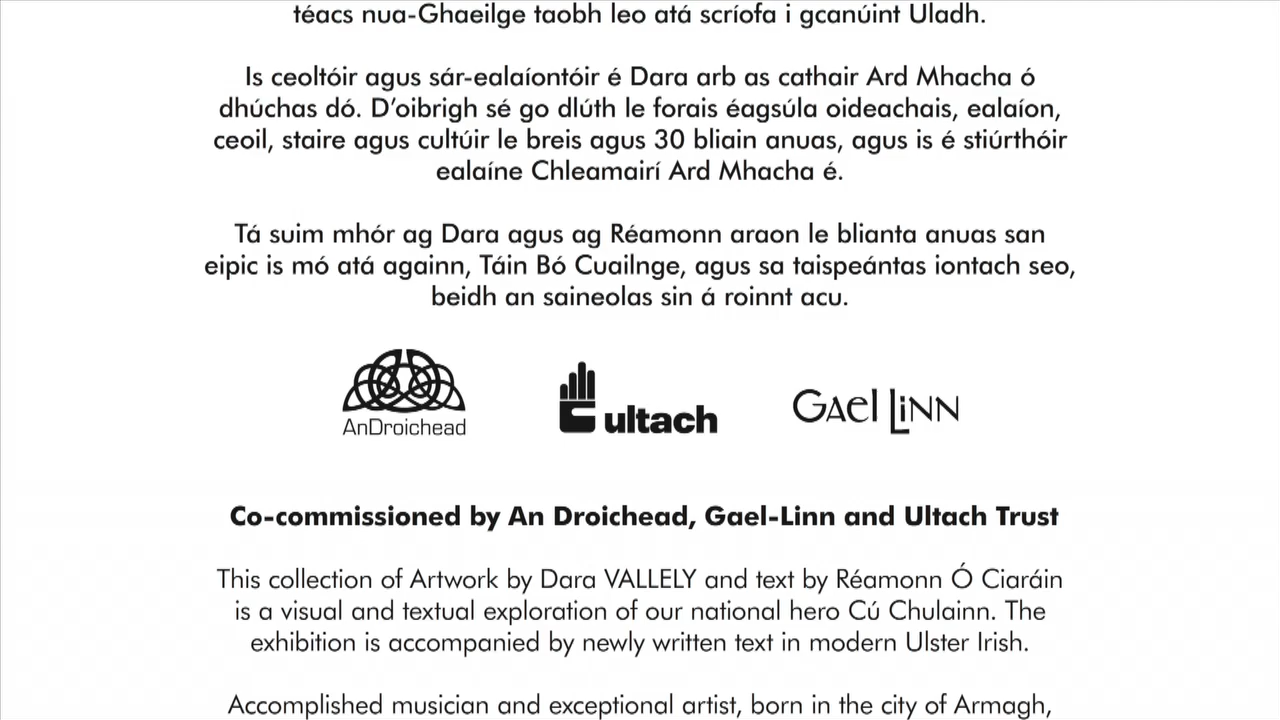 téacs nua-Ghaeilge taobh leo atá scríofa i gcanúint Uladh.
Is ceoltóir agus sár-ealaíontóir é Dara arb as cathair Ard Mhacha ó
dhúchas dó. D'oibrigh sé go dlúth le forais éagsúla oideachais, ealaíon,
ceoil, staire agus cultúir le breis agus 30 bliain anuas, agus is é stiúrthóir
ealaíne Chleamairí Ard Mhacha é.
Tá suim mhór ag Dara agus ag Réamonn araon le blianta anuas san
eipic is mó atá againn, Táin Bó Cuailnge, agus sa taispeántas iontach seo,
beidh an saineolas sin á roinnt acu.
AnDroichead
ultach
Gael Linn
Co-commissioned by An Droichead, Gael-Linn and Ultach Trust
This collection of Artwork by Dara VALLELY and text by Réamonn Ó Ciaráin
is a visual and textual exploration of our national hero Cú Chulainn. The
exhibition is accompanied by newly written text in modern Ulster Irish.
Accomplished musician and exceptional artist, born in the city of Armagh,